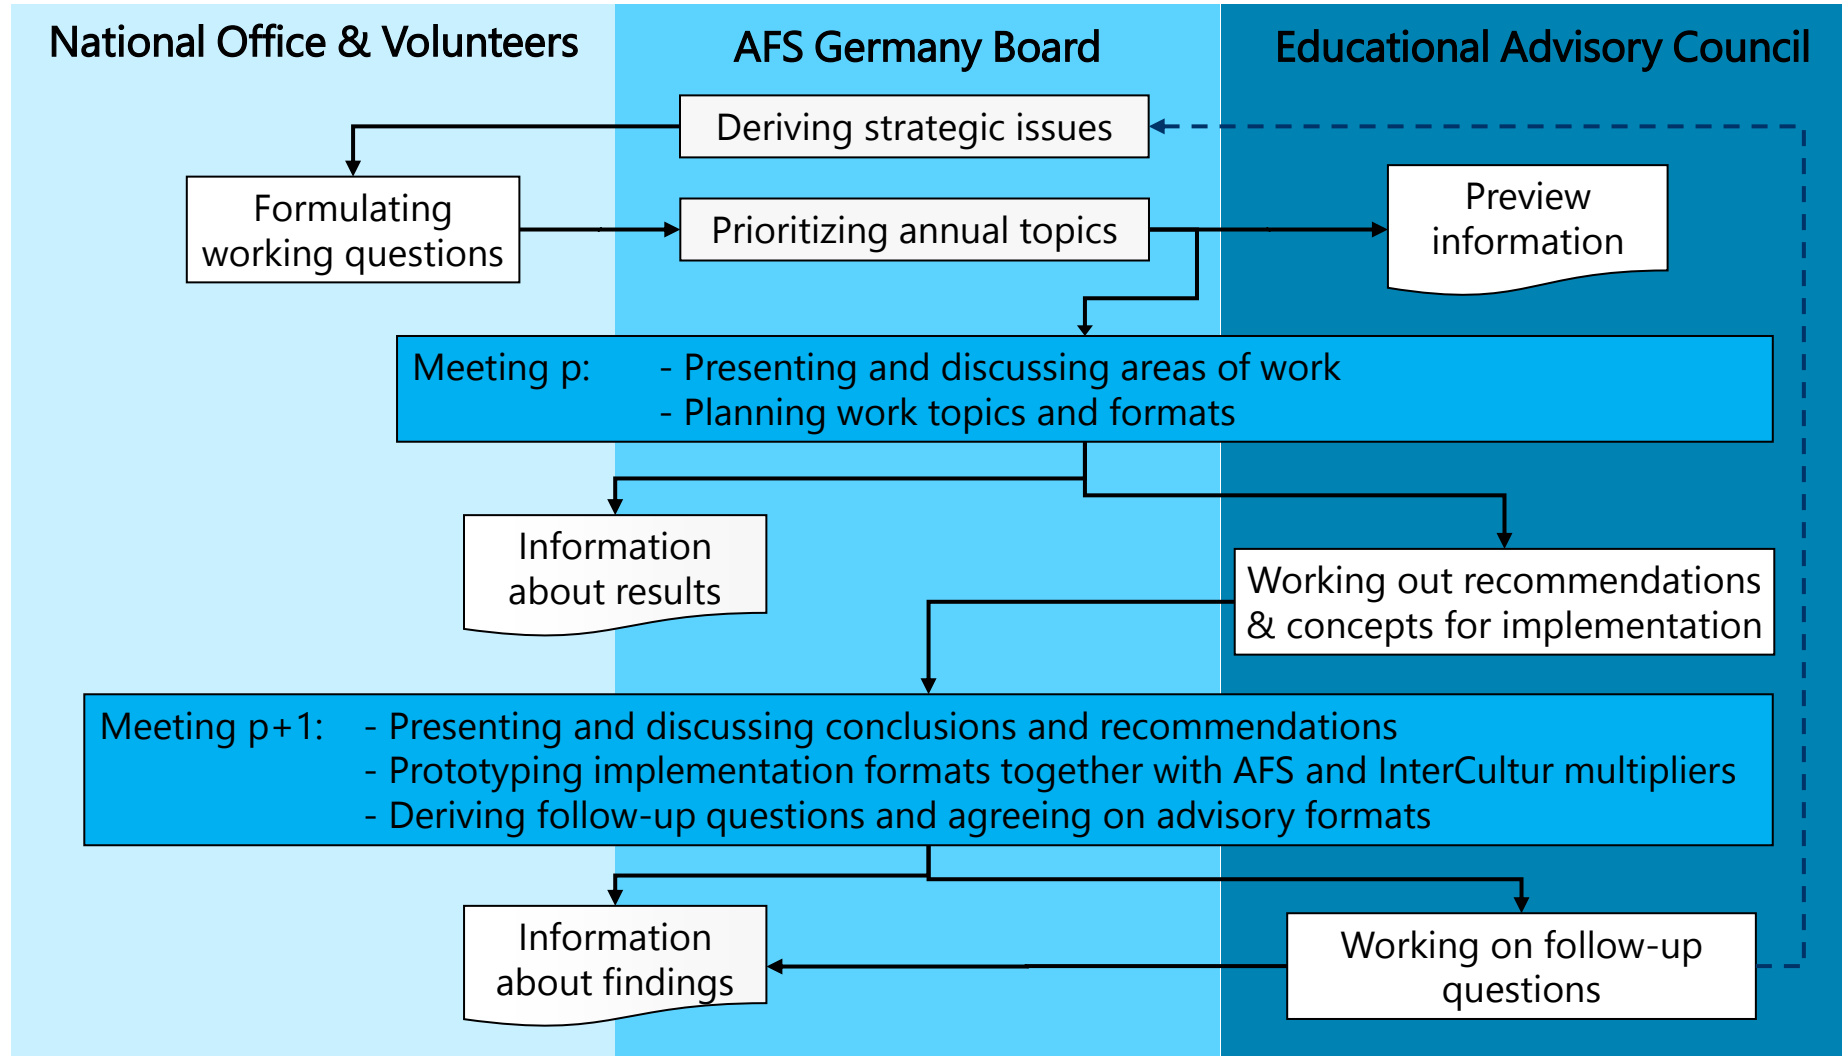 National Office & Volunteers
AFS Germany Board
Educational Advisory Council
Deriving strategic issues
Formulating
working questions
Prioritizing annual topics
Preview
information
Meeting p: - Presenting and discussing areas of work
- Planning work topics and formats
Information
about results
Working out recommendations
& concepts for implementation
Meeting p+1: - Presenting and discussing conclusions and recommendations
- Prototyping implementation formats together with AFS and InterCultur multipliers
- Deriving follow-up questions and agreeing on advisory formats
Information
about findings
Working on follow-up
questions